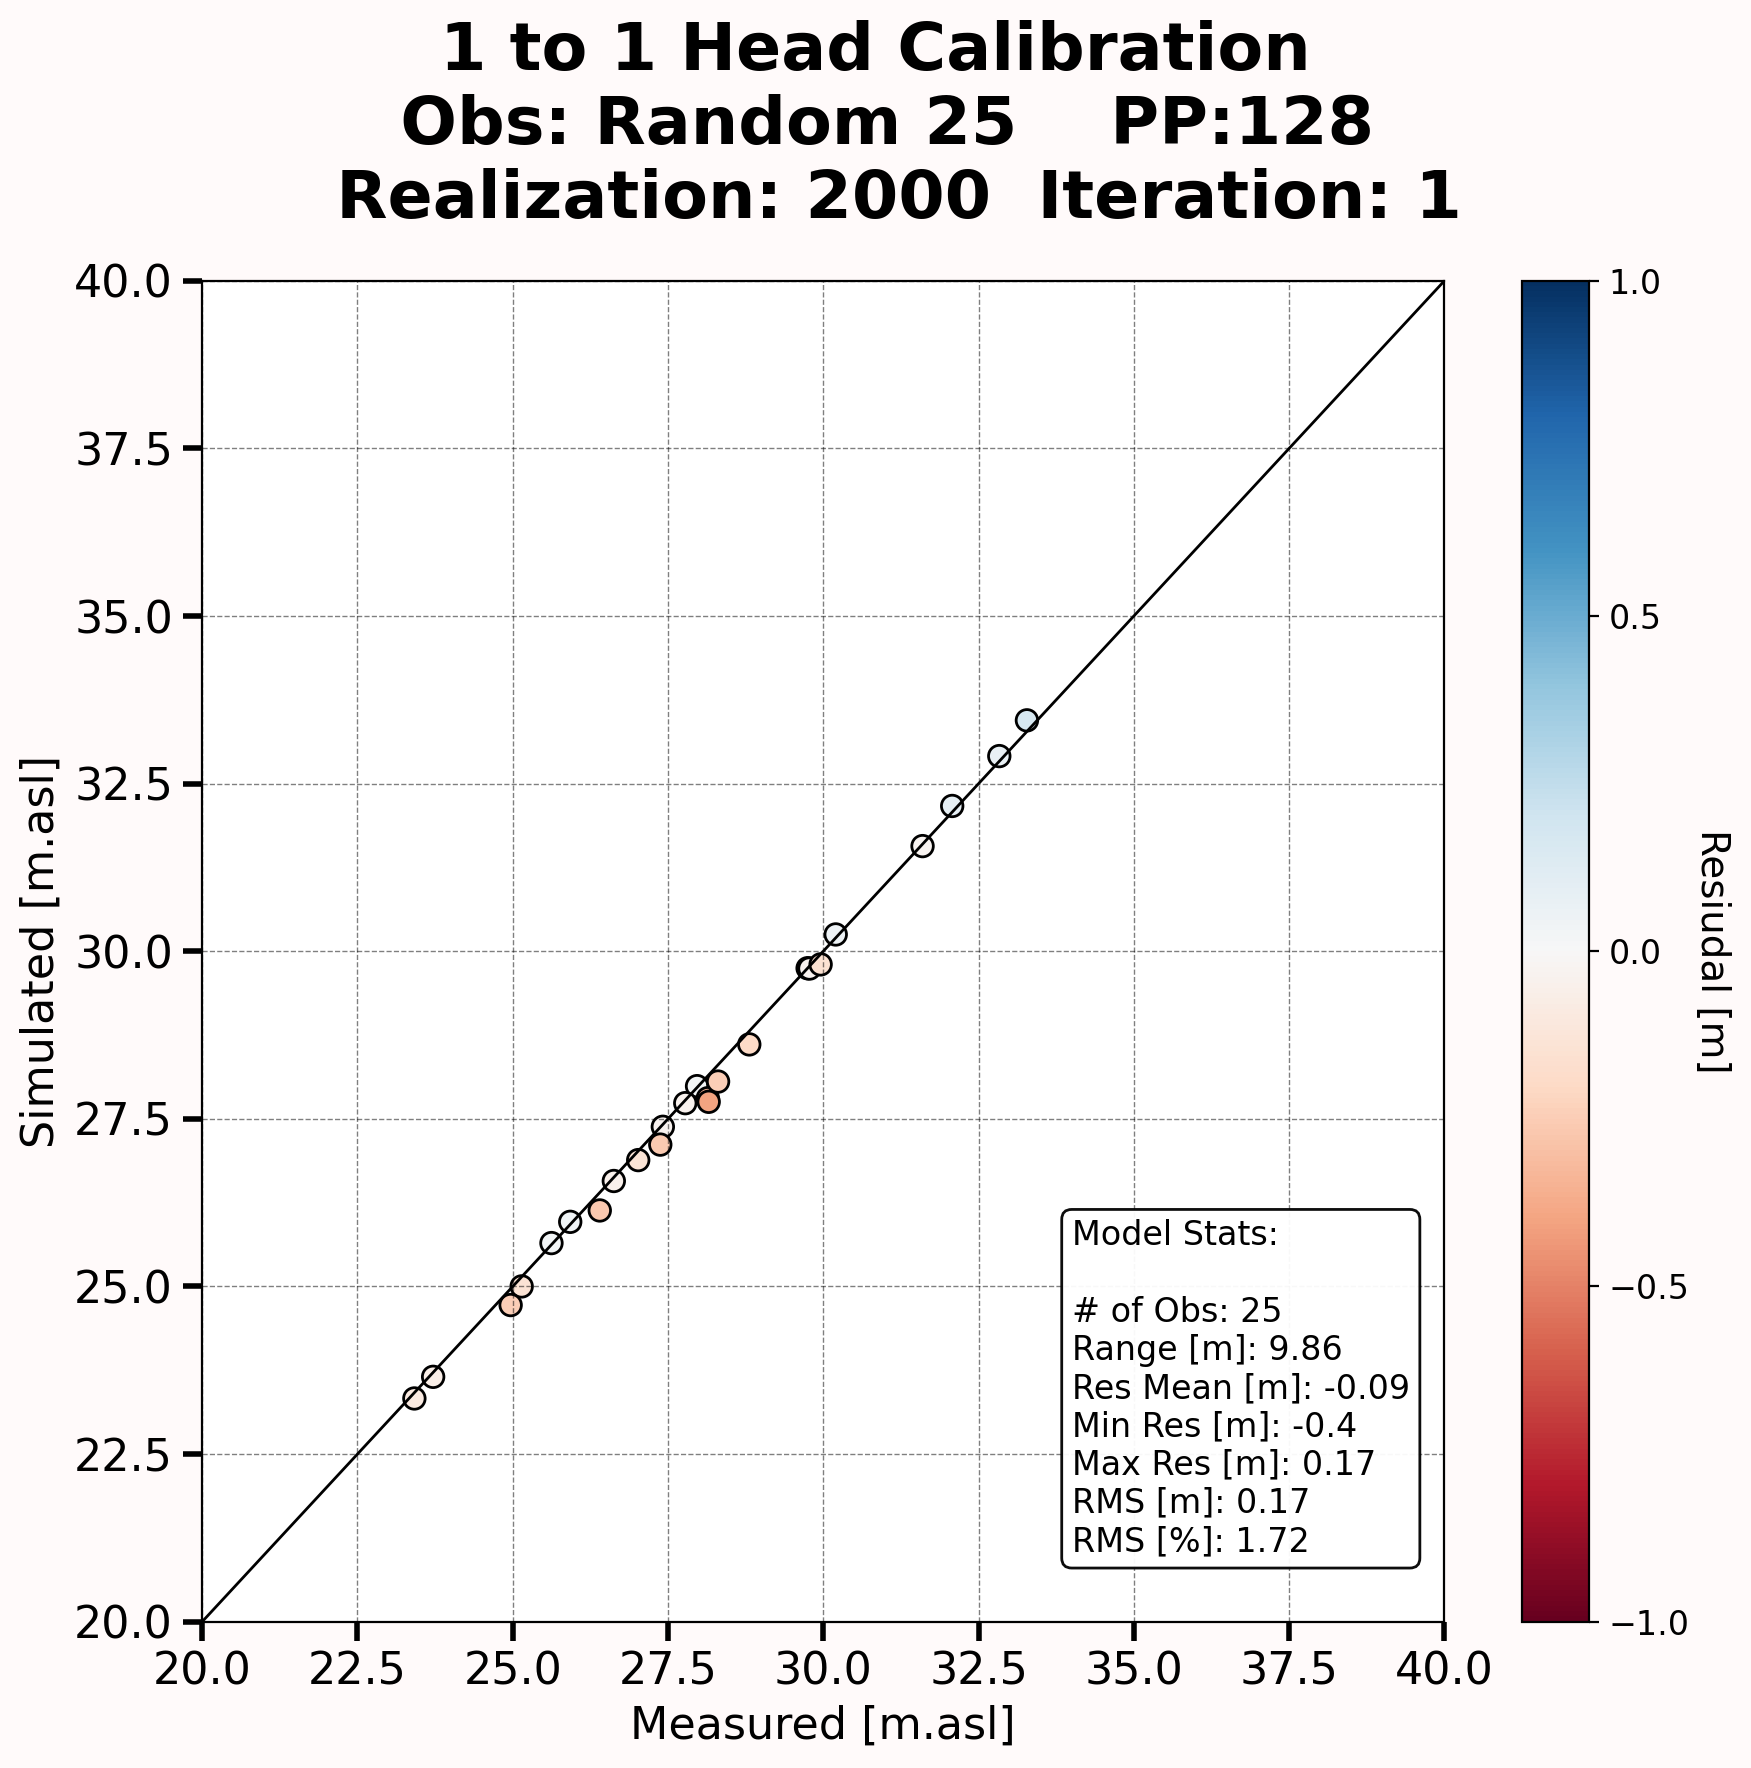 1 to 1 Head Calibration
Obs: Random 25    PP:128
Realization: 2000  Iteration: 1
40.0
37.5
35.0
32.5
30.0
27.5
25.0
22.5
20.0
Simulated [m.asl]
20.0 22.5 25.0 27.5 30.0 32.5 35.0 37.5 40.0
Measured [m.asl]
Model Stats:
# of Obs: 25
Range [m]: 9.86
Res Mean [m]: -0.09
Min Res [m]: -0.4
Max Res [m]: 0.17
RMS [m]: 0.17
RMS [%]: 1.72
1.0
0.5
0.0
−0.5
−1.0
Resiudal [m]